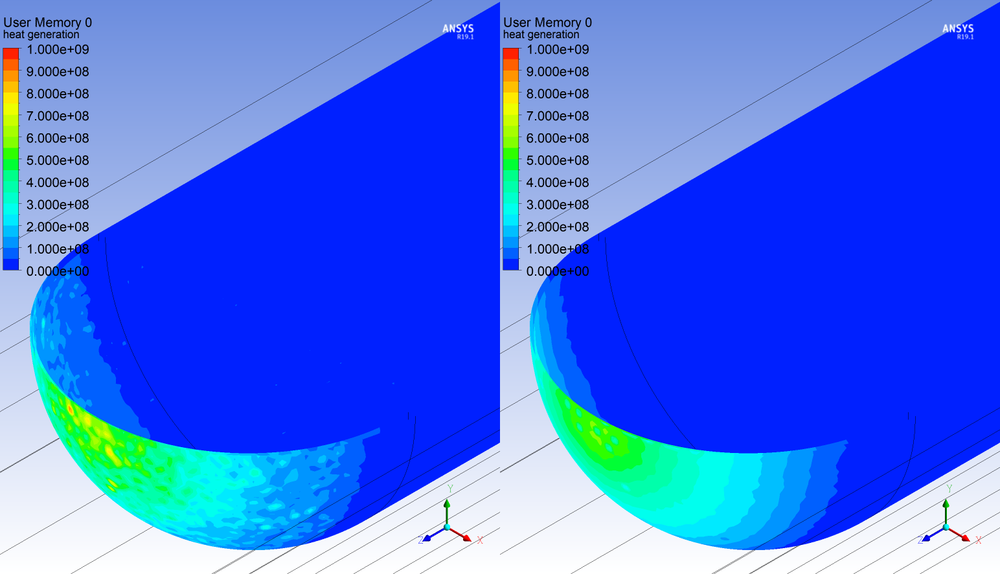 User Memory 0
heat generation
1.000e+09
9.000e+08
8.000e+08
7.000e+08
6.000e+08
5.000e+08
4.000e+08
3.000e+08
2.000e+08
1.000e+08
0.000e+00
ANSYS
R19.1
Y
Z
X
User Memory 0
heat generation
1.000e+09
9.000e+08
8.000e+08
7.000e+08
6.000e+08
5.000e+08
4.000e+08
3.000e+08
2.000e+08
1.000e+08
0.000e+00
ANSYS
R19.1
Y
Z
X